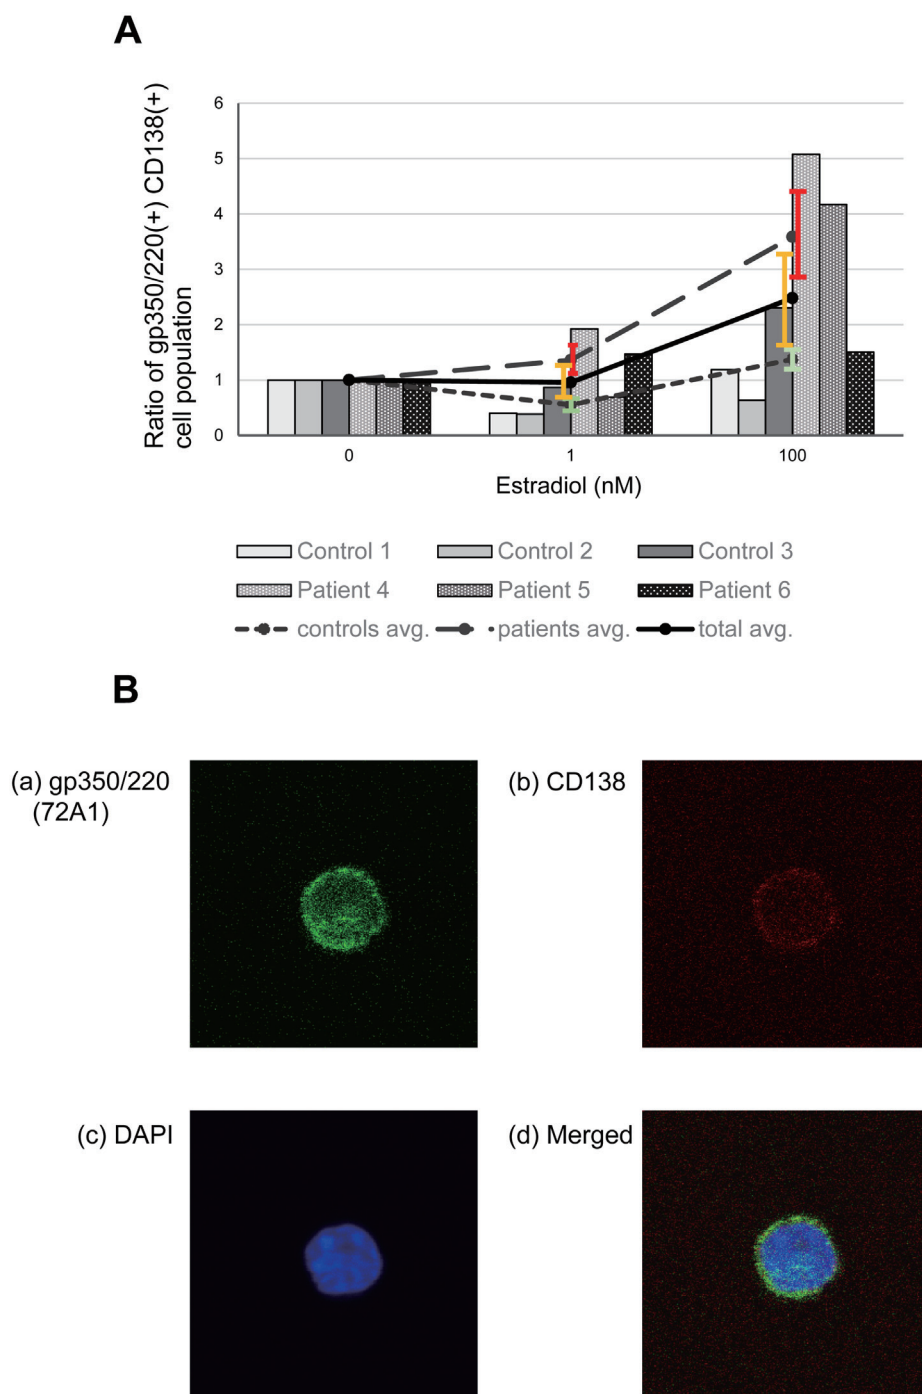 A
Ratio of gp350/220(+) CD138(+)
cell population
6
5
4
3
2
1
0
0 1 100
Estradiol (nM)
Control 1 Control 2 Control 3
Patient 4 Patient 5 Patient 6
controls avg. patients avg. total avg.
B
(a) gp350/220
(72A1)
(b) CD138
(c) DAPI
(d) Merged